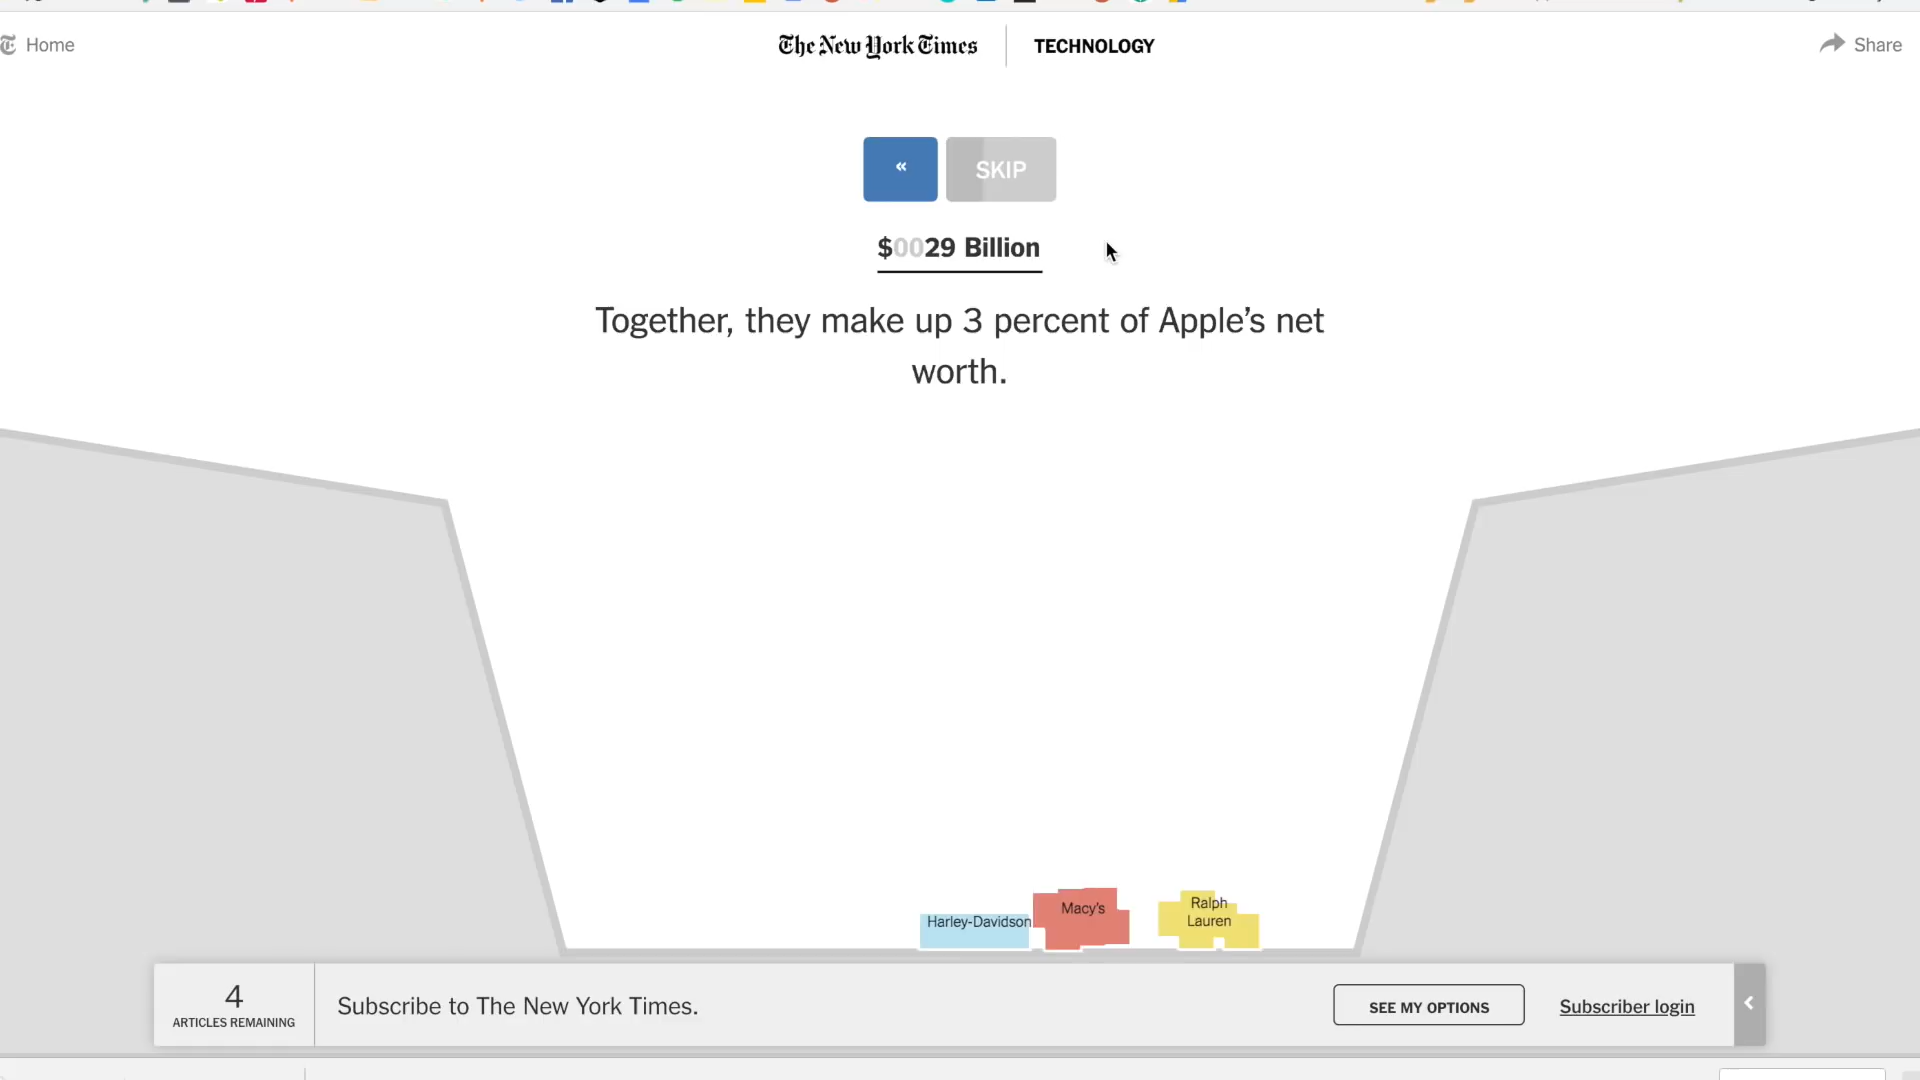 Home
The New York Times
TECHNOLOGY
Share
«
SKIP
$0029 Billion
Together, they make up 3 percent of Apple’s net
worth.
Harley-Davidson
Macy's
Ralph
Lauren
4
ARTICLES REMAINING
Subscribe to The New York Times.
SEE MY OPTIONS
Subscriber login